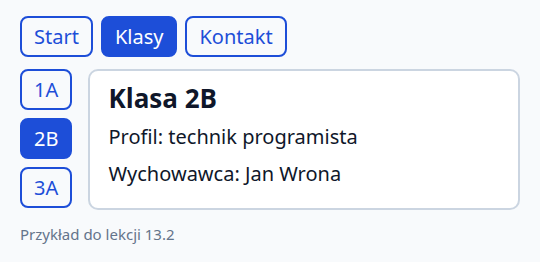 Start Klasy Kontakt
1A
2B
3A
Klasa 2B
Profil: technik programista
Wychowawca: Jan Wrona
Przykład do lekcji 13.2